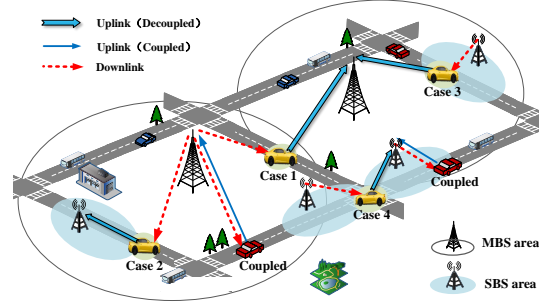 Uplink（Decoupled）
Uplink（Coupled）
Downlink
Case 3
Case 1
Coupled
Case 4
Case 2
Coupled
MBS area
SBS area